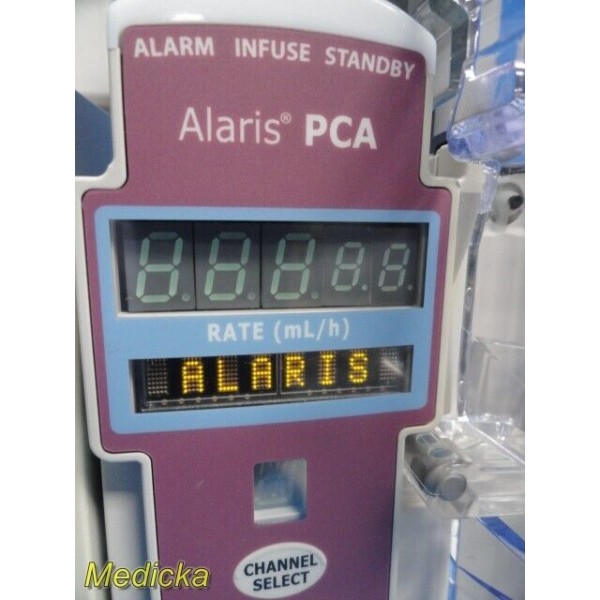 ALARM INFUSE STANDBY
Alaris® PCA
RATE (mL/h)
ALARIS
CHANNEL
SELECT
Medicka